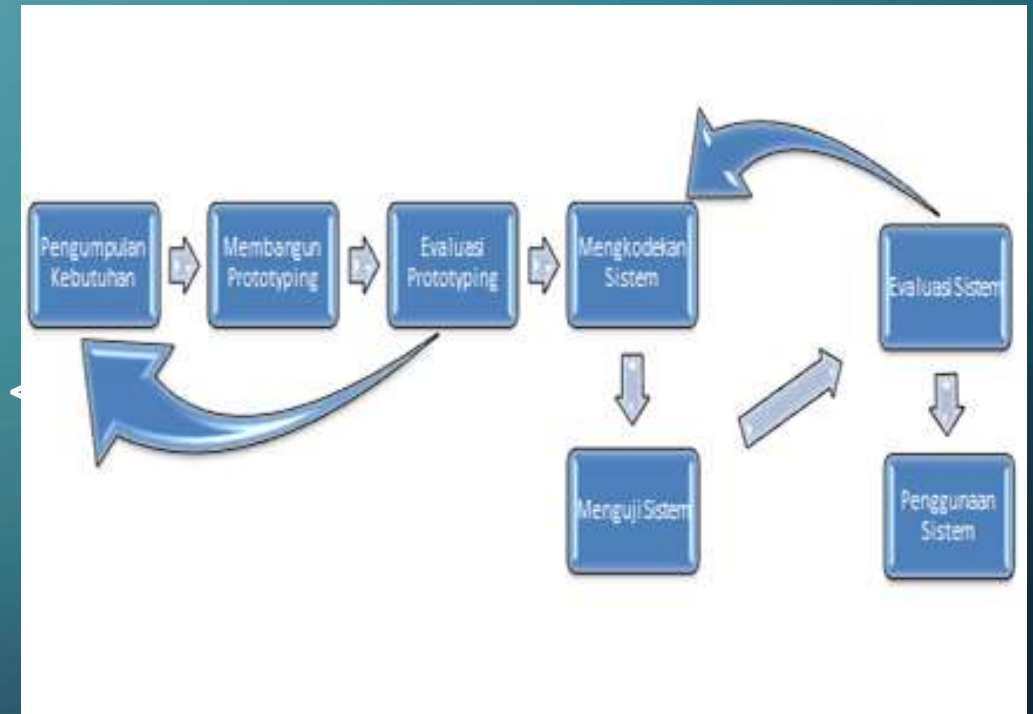 Pengumpulan
Kebutuhan
Membangun
Prototyping
Evaluasi
Prototyping
Mengkodekan
Sistem
Menguji Sistem
Evaluasi Sistem
Penggunaan
Sistem